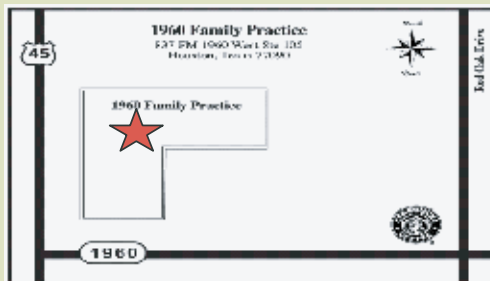 1960 Family Practice
837 FM 1960 West Ste 105
Houston, Texas 77090
45
Red Oak Drive
1960 Family Practice
1960